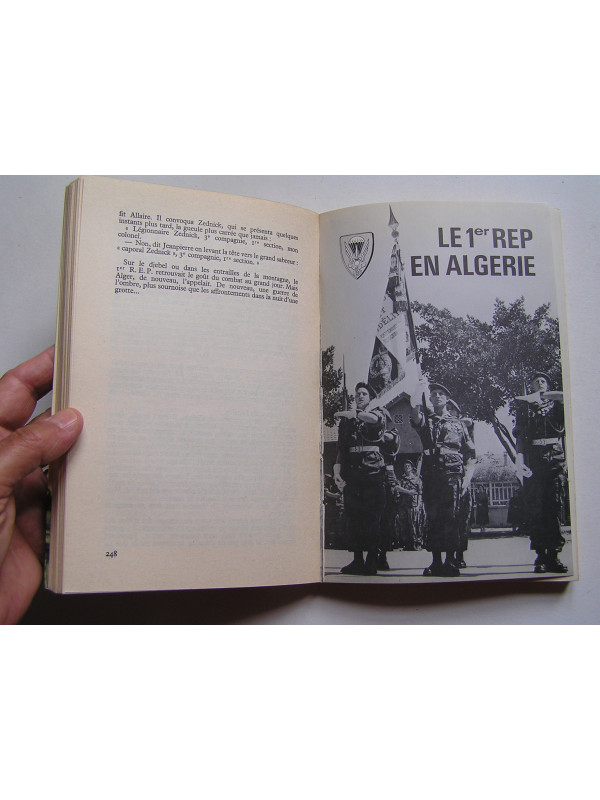 fit Allaire. Il convoqua Zednick, qui se présenta quelques
instants plus tard, la gueule plus carrée que jamais :
« Légionnaire Zednick, 3e compagnie, 1re section, mon
colonel.
— Non, dit Jeanpierre en levant la tête vers le grand sabreur :
« caporal Zednick », 3e compagnie, 1re section. »
Sur le djebel ou dans les entrailles de la montagne, le
1er R.E.P. retrouvait le goût du combat au grand jour. Mais
Alger, de nouveau, l'appelait. De nouveau, une guerre de
l'ombre, plus sournoise que les affrontements dans la nuit d'une
grotte...
248
LE 1er REP
EN ALGERIE